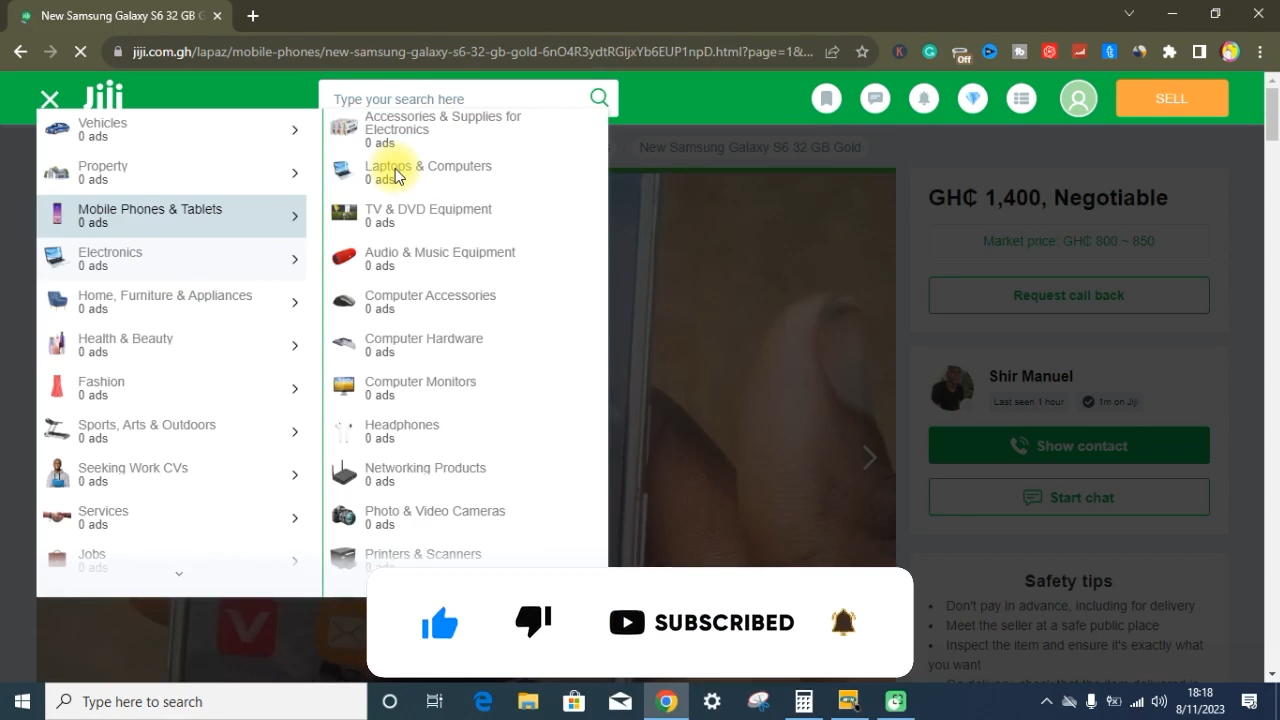 New Samsung S6 32 GB G
jiji.com.gh/lapaz/mobile-phones/new-samsung-galaxy-s6-32-gb-gold-6nO4R3ydtRGIjxYb6EUP1npD.html?page=1&...
Off
Jiji
Type your search here
SELL
Vehicles
0 ads
Property
0 ads
Mobile Phones & Tablets
0 ads
Electronics
0 ads
Home, Furniture & Appliances
0 ads
Health & Beauty
0 ads
Fashion
0 ads
Sports, Arts & Outdoors
0 ads
Seeking Work CVs
0 ads
Services
0 ads
Jobs
0 ads
Accessories & Supplies for
Electronics
0 ads
Laptops & Computers
0 ads
TV & DVD Equipment
0 ads
Audio & Music Equipment
0 ads
Computer Accessories
0 ads
Computer Hardware
0 ads
Computer Monitors
0 ads
Headphones
0 ads
Networking Products
0 ads
Photo & Video Cameras
0 ads
Printers & Scanners
0 ads
New Samsung Galaxy S6 32 GB Gold
GH₵ 1,400, Negotiable
Market price: GH₵ 800 ~ 850
Request call back
Shir Manuel
Last seen 1 hour
1m on Jiji
Show contact
Start chat
Safety tips
• Don't pay in advance, including for delivery
• Meet the seller at a safe public place
• Inspect the item and ensure it's exactly what
you want
SUBSCRIBED
Type here to search
18:18
8/11/2023